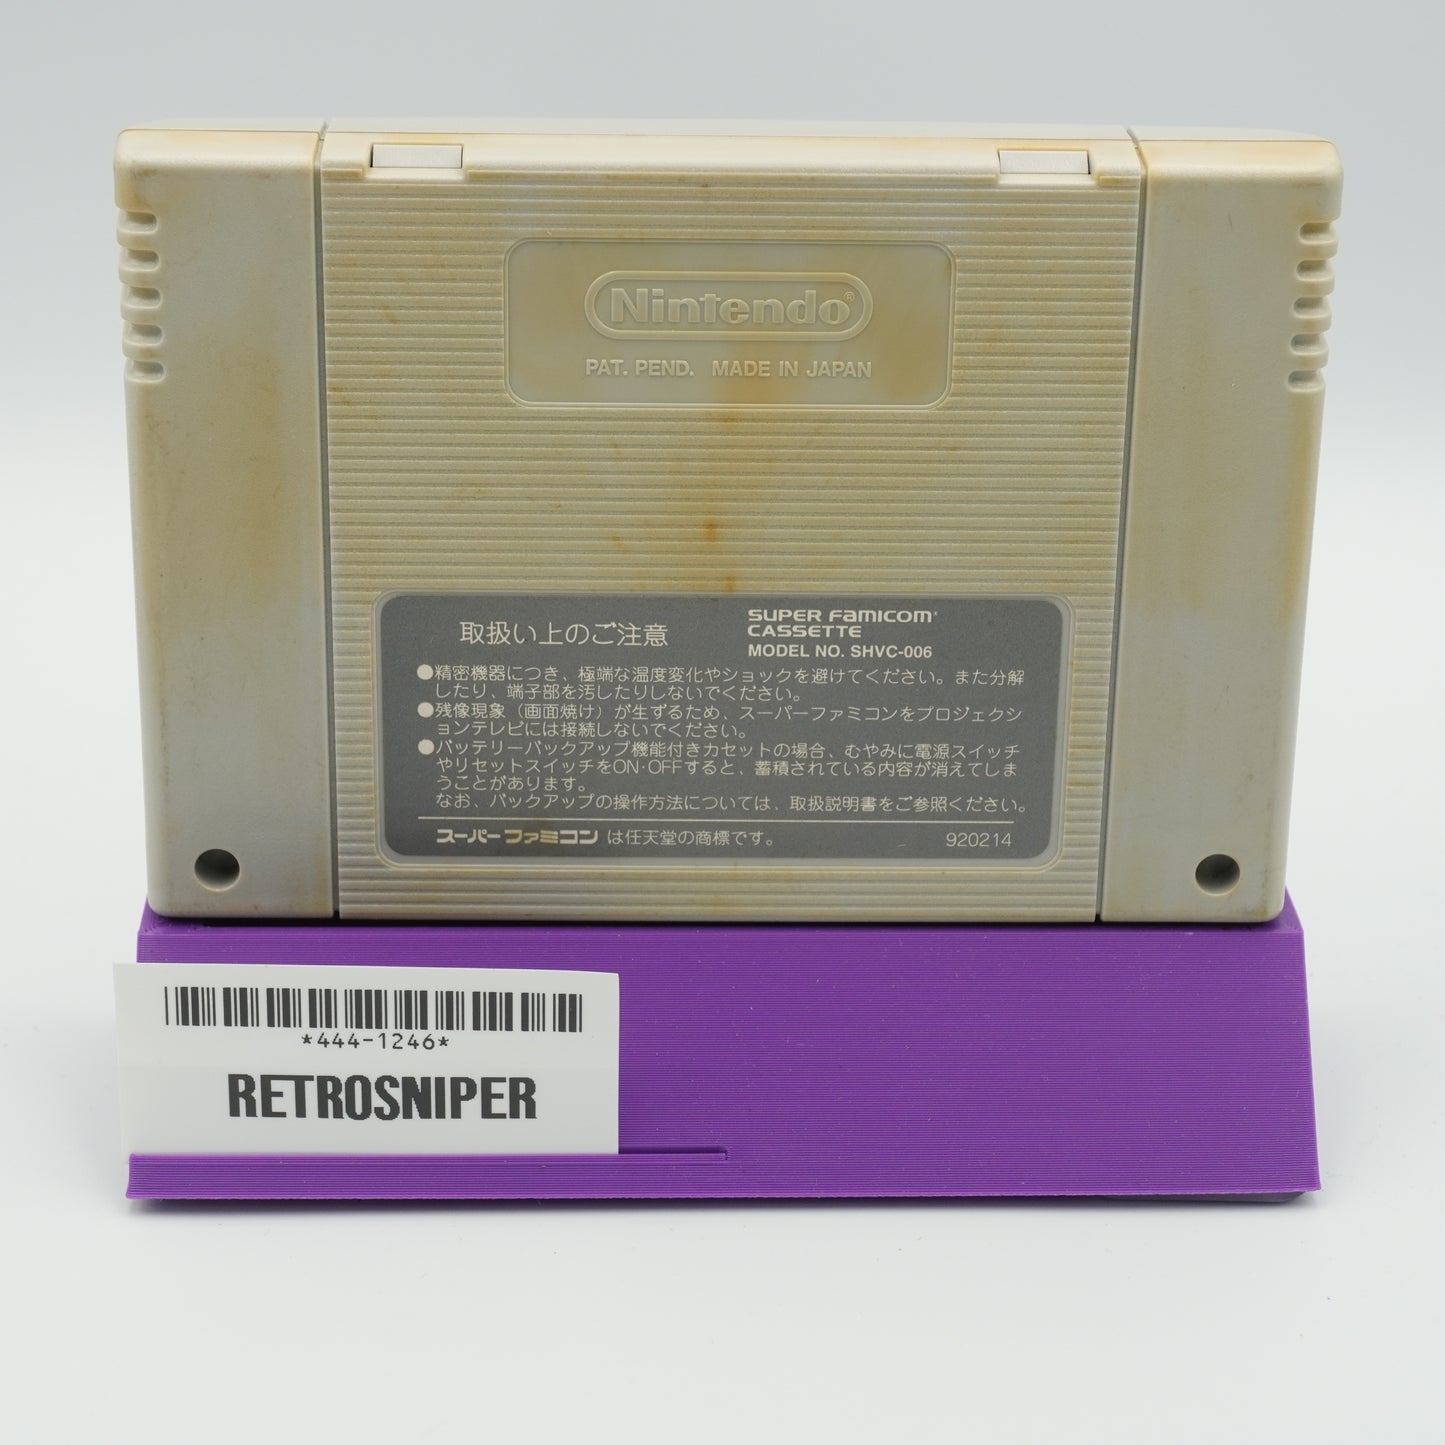 Nintendo®
PAT. PEND. MADE IN JAPAN
取扱い上のご注意
SUPER FAMICOM
CASSETTE
MODEL NO. SHVC-006
●精密機器につき、極端な温度変化やショックを避けてください。また分解
したり、端子部を汚したりしないでください。
●残像現象（画面焼け）が生ずるため、スーパーファミコンをプロジェクシ
ョンテレビには接続しないでください。
●バッテリーバックアップ機能付きカセットの場合、むやみに電源スイッチ
やリセットスイッチをON·OFFすると、蓄積されている内容が消えてしま
うことがあります。
なお、バックアップの操作方法については、取扱説明書をご参照ください。
スーパーファミコン は任天堂の商標です。
920214
*444-1246*
RETROSNIPER